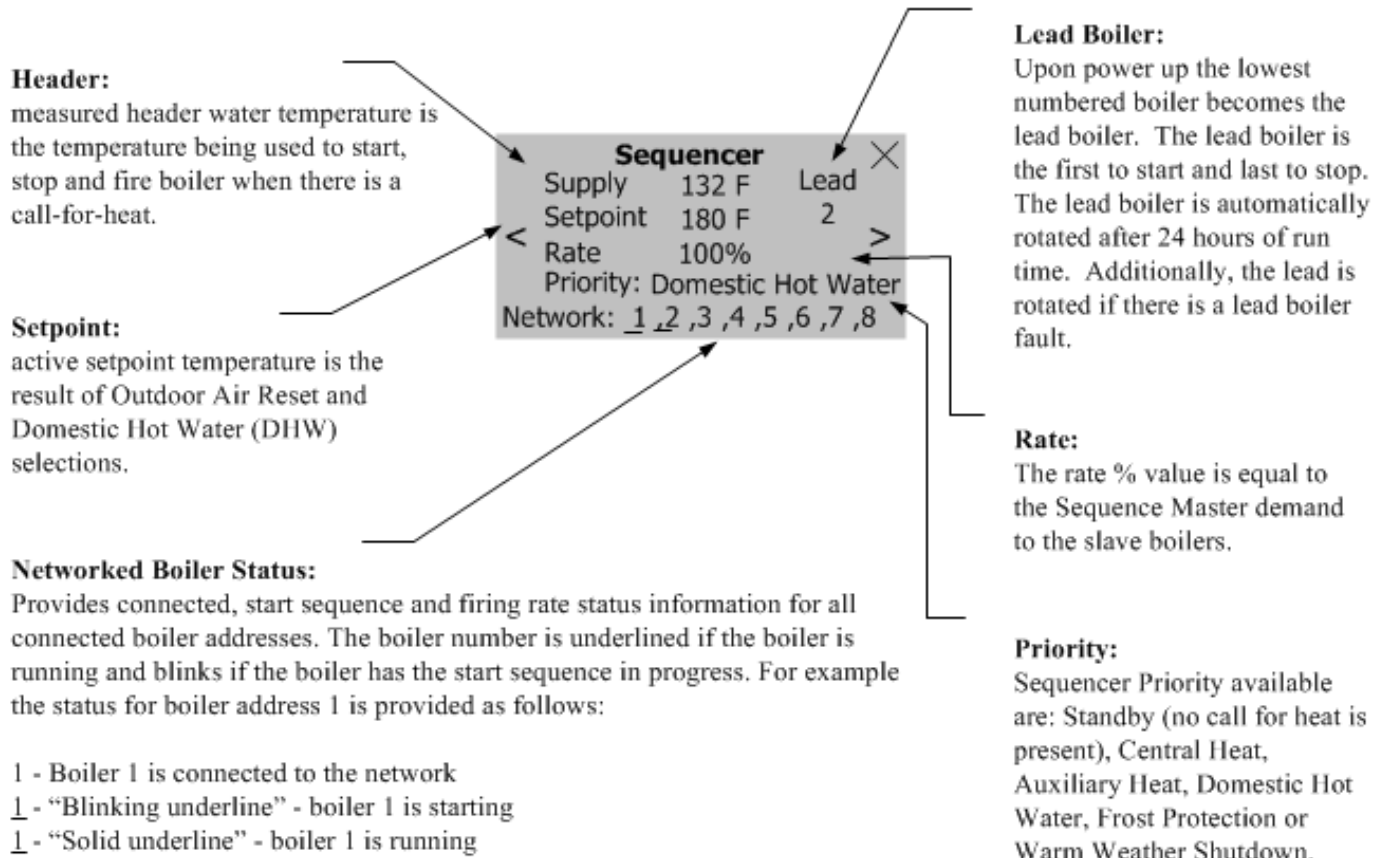 Header:
measured header water temperature is
the temperature being used to start,
stop and fire boiler when there is a
call-for-heat.
Setpoint:
active setpoint temperature is the
result of Outdoor Air Reset and
Domestic Hot Water (DHW)
selections.
Sequencer
Supply 132 F Lead
Setpoint 180 F 2
< >
Rate 100%
Priority: Domestic Hot Water
Network: 1 ,2 ,3 ,4 ,5 ,6 ,7 ,8
Lead Boiler:
Upon power up the lowest
numbered boiler becomes the
lead boiler. The lead boiler is
the first to start and last to stop.
The lead boiler is automatically
rotated after 24 hours of run
time. Additionally, the lead is
rotated if there is a lead boiler
fault.
Rate:
The rate % value is equal to
the Sequence Master demand
to the slave boilers.
Priority:
Sequencer Priority available
are: Standby (no call for heat is
present), Central Heat,
Auxiliary Heat, Domestic Hot
Water, Frost Protection or
Warm Weather Shutdown.
Networked Boiler Status:
Provides connected, start sequence and firing rate status information for all
connected boiler addresses. The boiler number is underlined if the boiler is
running and blinks if the boiler has the start sequence in progress. For example
the status for boiler address 1 is provided as follows:
1 - Boiler 1 is connected to the network
1 - “Blinking underline” - boiler 1 is starting
1 - “Solid underline” - boiler 1 is running